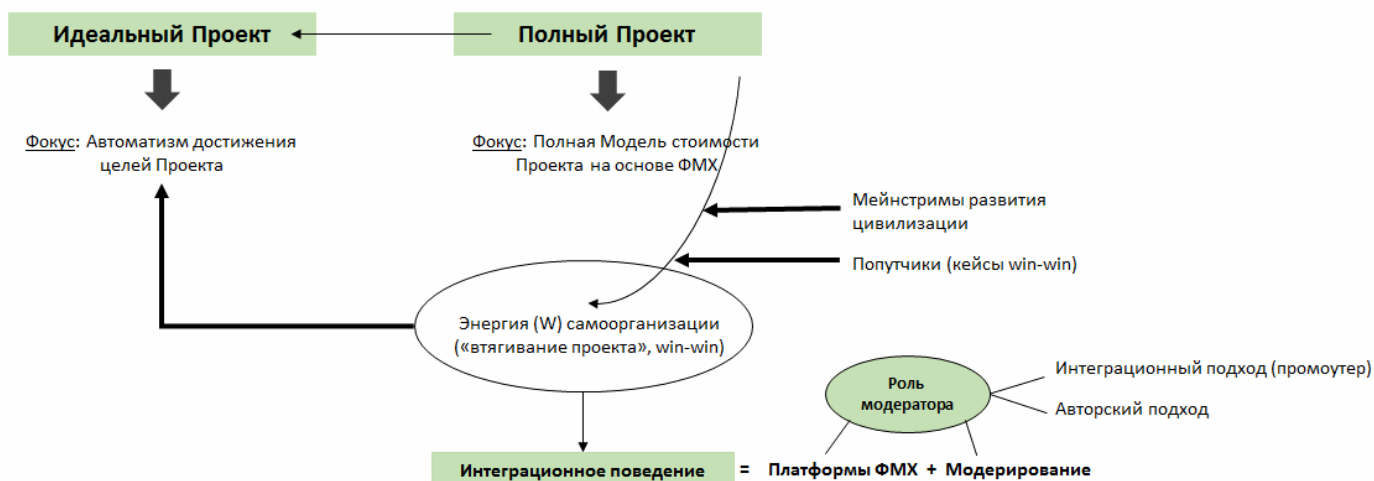 Идеальный Проект
Полный Проект
Фокус: Автоматизм достижения
целей Проекта
Фокус: Полная Модель стоимости
Проекта на основе ФМХ
Мейнстримы развития
цивилизации
Попутчики (кейсы win-win)
Энергия (W) самоорганизации
(«втягивание проекта», win-win)
Роль
модератора
Интеграционный подход (промоутер)
Авторский подход
Интеграционное поведение = Платформы ФМХ + Модерирование